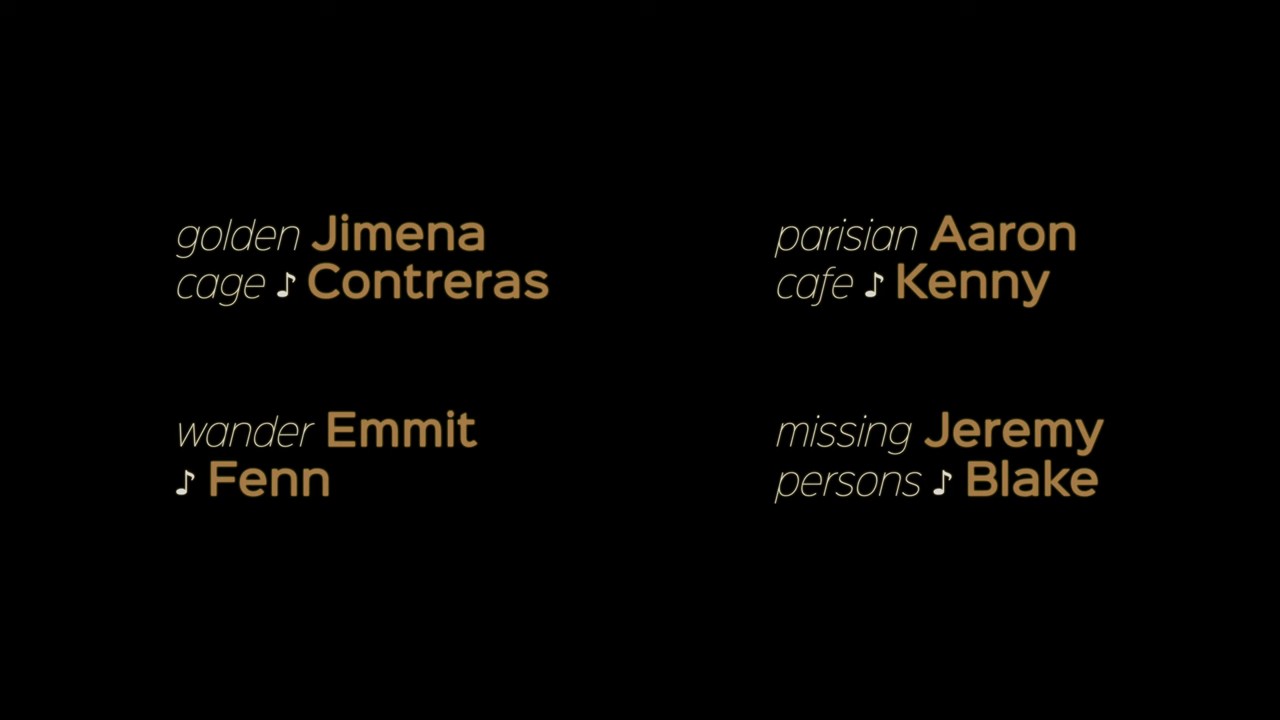 golden Jimena
cage ♪ Contreras
parisian Aaron
cafe ♪ Kenny
wander Emmit
♪ Fenn
missing Jeremy
persons ♪ Blake